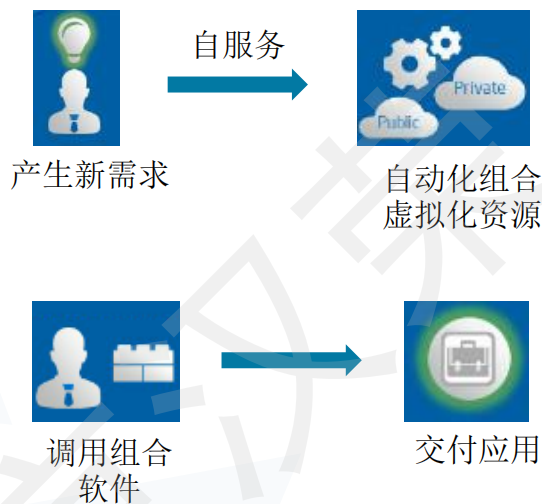 自服务
Private
Public
产生新需求
自动化组合
虚拟化资源
调用组合
软件
交付应用